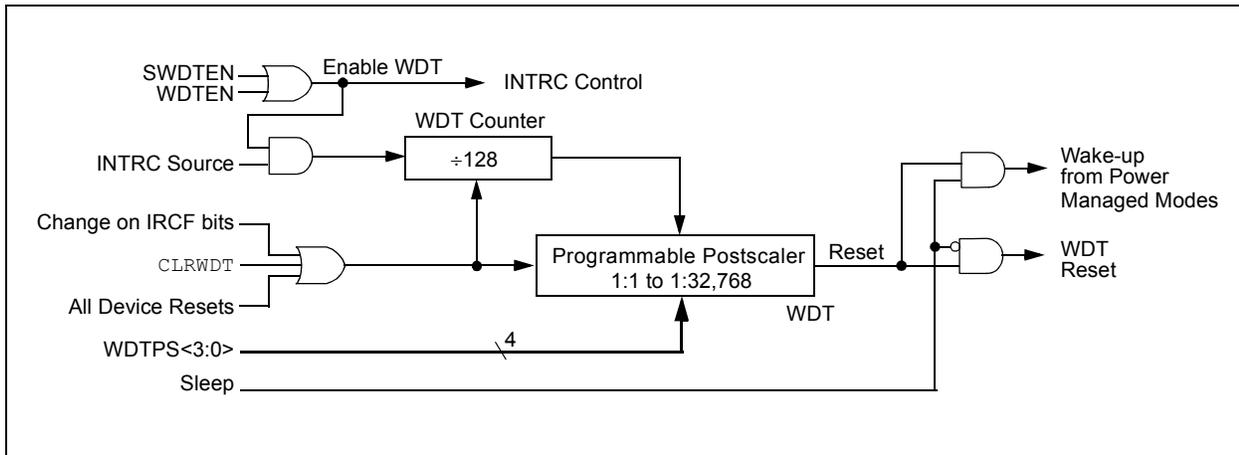 SWDTEN
WDTEN
Enable WDT
INTRC Control
WDT Counter
INTRC Source
÷128
Wake-up
from Power
Managed Modes
Change on IRCF bits
CLRWDT
All Device Resets
Programmable Postscaler
1:1 to 1:32,768
Reset
WDT
WDT
Reset
WDTPS<3:0>
4
Sleep